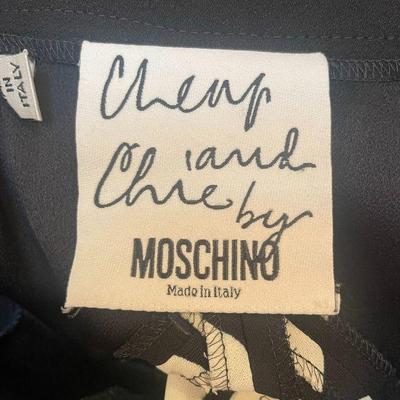 Cheap
and
Chic by
MOSCHINO
Made in Italy
IN
ITALY